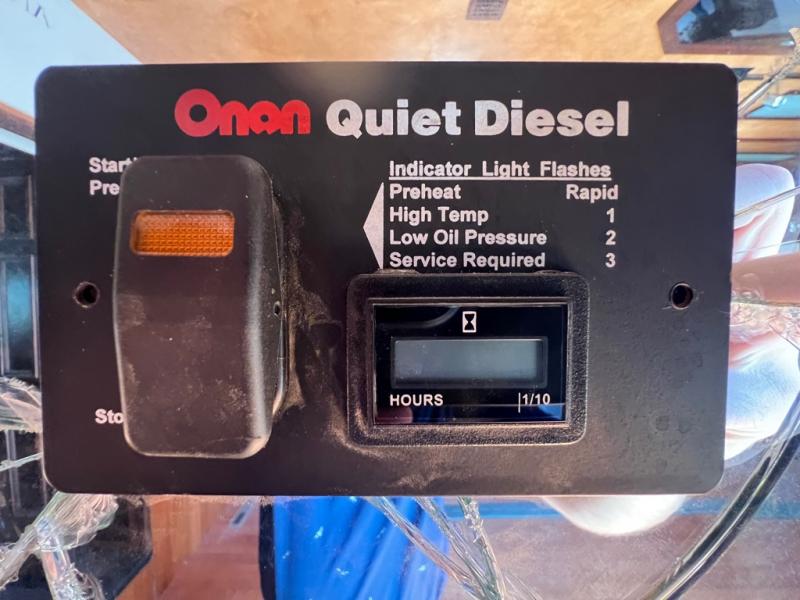 Onan Quiet Diesel
Indicator Light Flashes
Preheat Rapid
High Temp 1
Low Oil Pressure 2
Service Required 3
HOURS 1/10